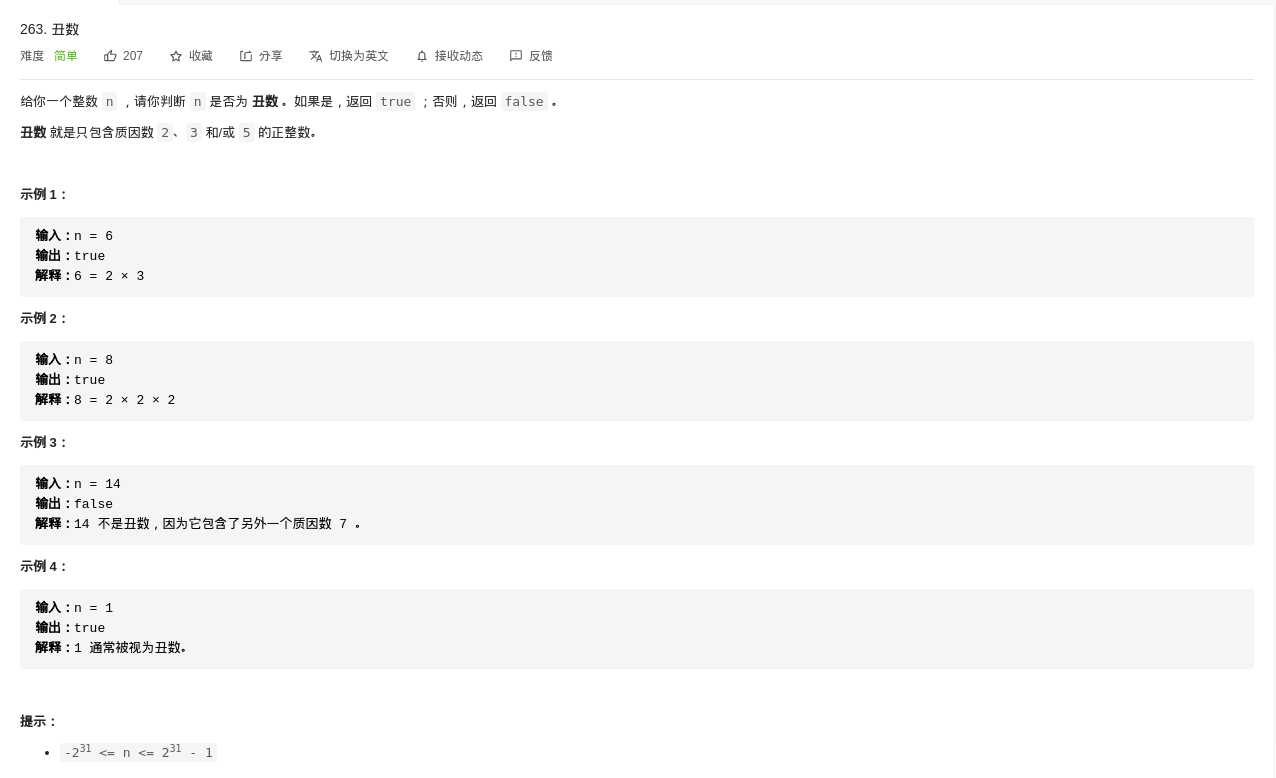 263. 丑数
难度 简单 207 收藏 分享 切换为英文 接收动态 反馈
给你一个整数 n ，请你判断 n 是否为 丑数 。如果是，返回 true ；否则，返回 false 。
丑数 就是只包含质因数 2、3 和/或 5 的正整数。
示例 1：
输入：n = 6
输出：true
解释：6 = 2 × 3
示例 2：
输入：n = 8
输出：true
解释：8 = 2 × 2 × 2
示例 3：
输入：n = 14
输出：false
解释：14 不是丑数，因为它包含了另外一个质因数 7 。
示例 4：
输入：n = 1
输出：true
解释：1 通常被视为丑数。
提示：
• -2³¹ <= n <= 2³¹ - 1